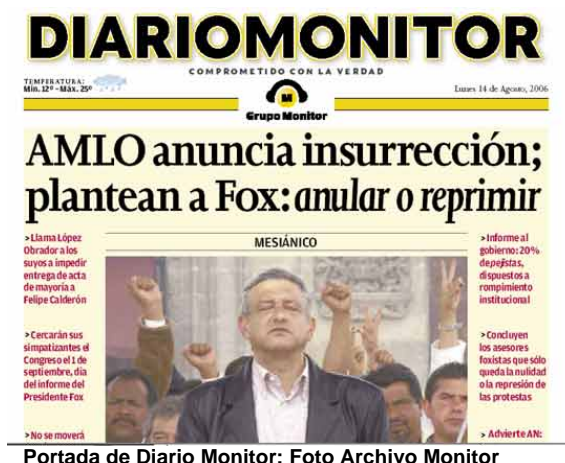 DIARIOMONITOR
COMPROMETIDO CON LA VERDAD
TEMPERATURA:
Mín. 12º - Máx. 25º
Lunes 14 de Agosto, 2006
M
Grupo Monitor
AMLO anuncia insurrección;
plantean a Fox: anular o reprimir
>Llama López
Obrador a los
suyos a impedir
entrega de acta
de mayoría a
Felipe Calderón
>Cercarán sus
simpatizantes el
Congreso el 1 de
septiembre, día
del informe del
Presidente Fox
>No se moverá
MESIÁNICO
>Informe al
gobierno: 20%
de pejistas,
dispuestos a
rompimiento
institucional
>Concluyen
los asesores
foxistas que sólo
queda la nulidad
o la represión de
las protestas
> Advierte AN:
Portada de Diario Monitor: Foto Archivo Monitor